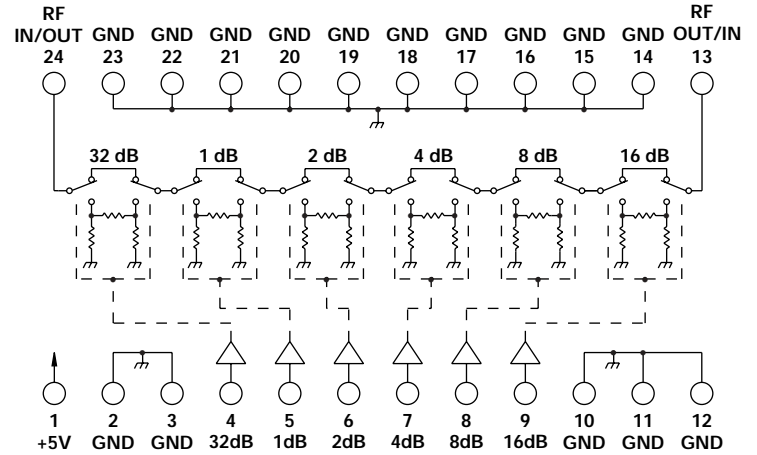 RF RF
IN/OUT GND GND GND GND GND GND GND GND GND GND OUT/IN
24 23 22 21 20 19 18 17 16 15 14 13
32 dB 1 dB 2 dB 4 dB 8 dB 16 dB
1 2 3 4 5 6 7 8 9 10 11 12
+5V GND GND 32dB 1dB 2dB 4dB 8dB 16dB GND GND GND